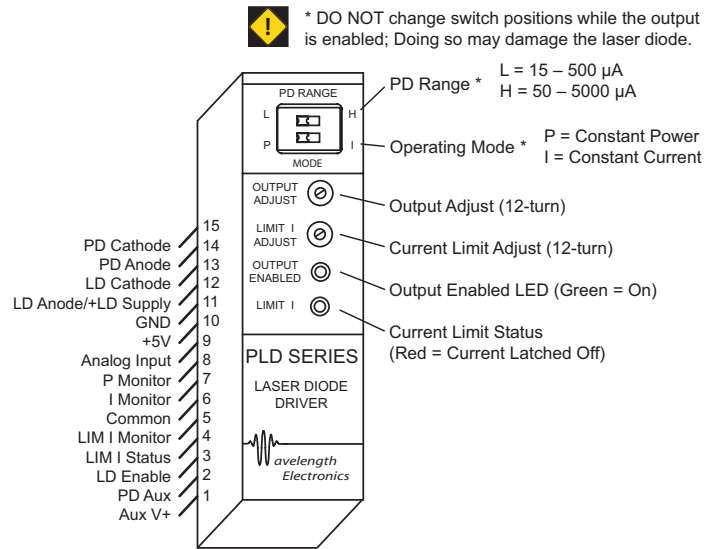 * DO NOT change switch positions while the output
is enabled; Doing so may damage the laser diode.
PD RANGE
L
H
P
I
MODE
PD Range *
L = 15 – 500 µA
H = 50 – 5000 µA
Operating Mode *
P = Constant Power
I = Constant Current
OUTPUT
ADJUST
Output Adjust (12-turn)
LIMIT I
ADJUST
Current Limit Adjust (12-turn)
OUTPUT
ENABLED
Output Enabled LED (Green = On)
LIMIT I
Current Limit Status
(Red = Current Latched Off)
PLD SERIES
LASER DIODE
DRIVER
avelength
Electronics
15
PD Cathode 14
PD Anode 13
LD Cathode 12
LD Anode/+LD Supply 11
GND 10
+5V 9
Analog Input 8
P Monitor 7
I Monitor 6
Common 5
LIM I Monitor 4
LIM I Status 3
LD Enable 2
PD Aux 1
Aux V+